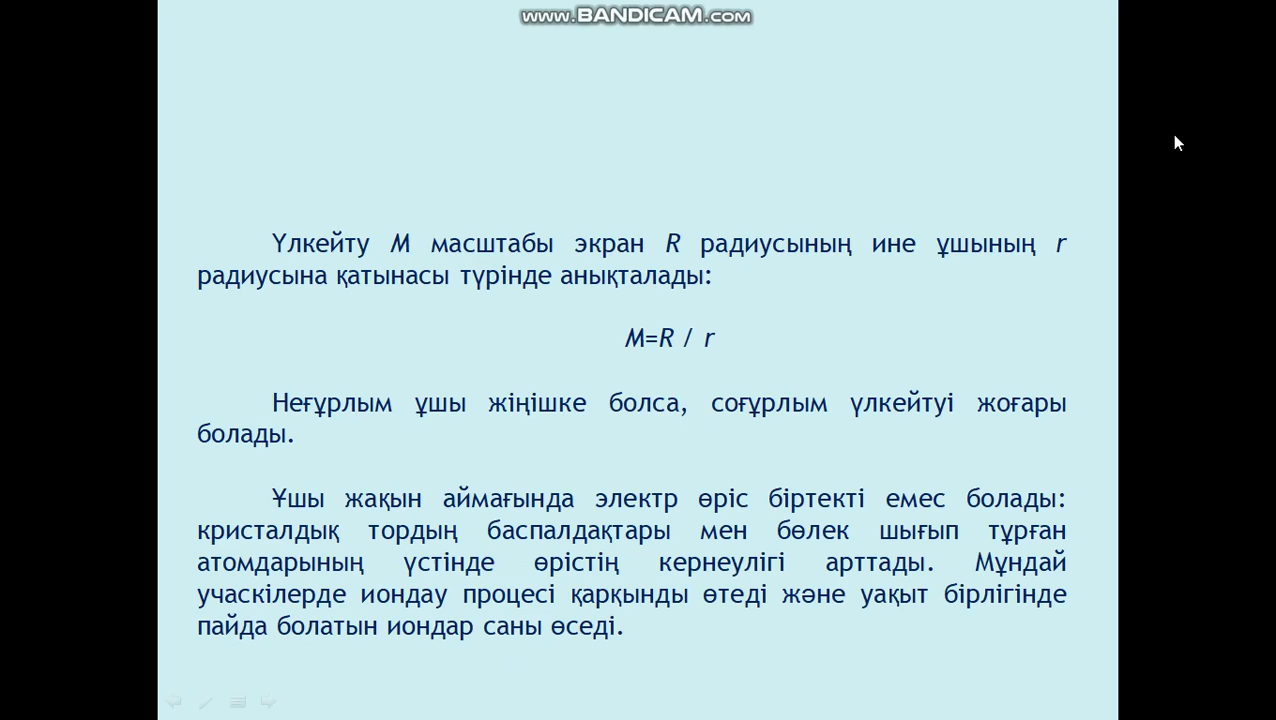 www.BANDICAM.com
Үлкейту M масштабы экран R радиусының ине ұшының r
радиусына қатынасы түрінде анықталады:
M=R / r
Неғұрлым ұшы жіңішке болса, соғұрлым үлкейтуі жоғары
болады.
Ұшы жақын аймағында электр өріс біртекті емес болады:
кристалдық тордың баспалдақтары мен бөлек шығып тұрған
атомдарының үстінде өрістің кернеулігі арттады. Мұндай
учаскілерде иондау процесі қарқынды өтеді және уақыт бірлігінде
пайда болатын иондар саны өседі.